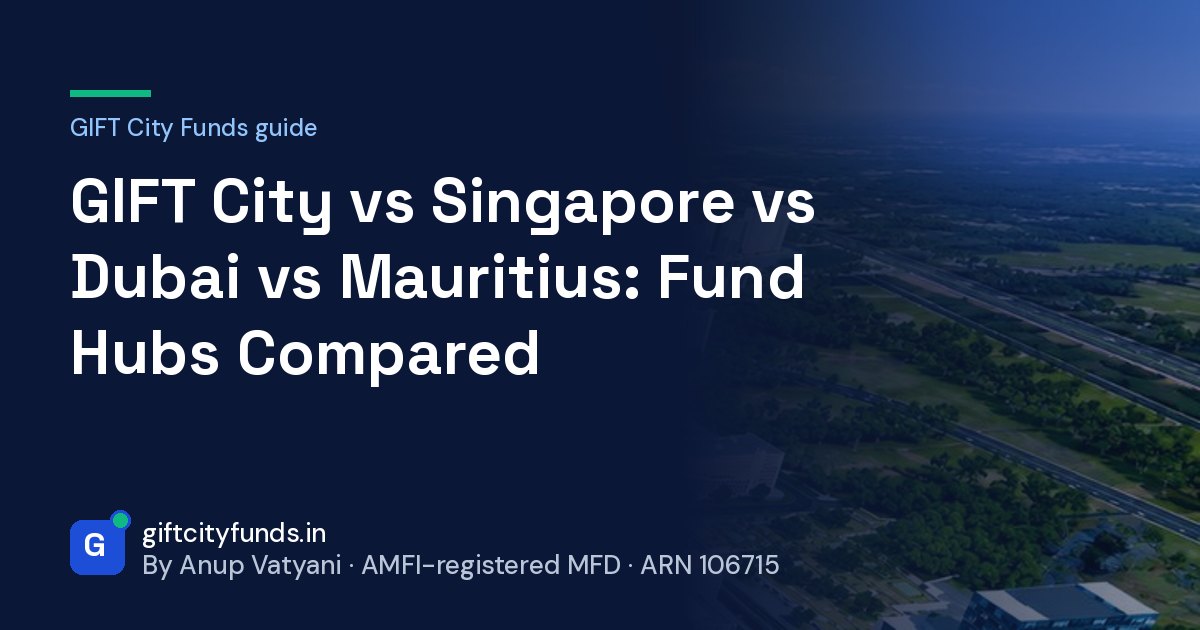 GIFT City Funds guide
GIFT City vs Singapore vs
Dubai vs Mauritius: Fund
Hubs Compared
G
giftcityfunds.in
By Anup Vatyani · AMFI-registered MFD · ARN 106715